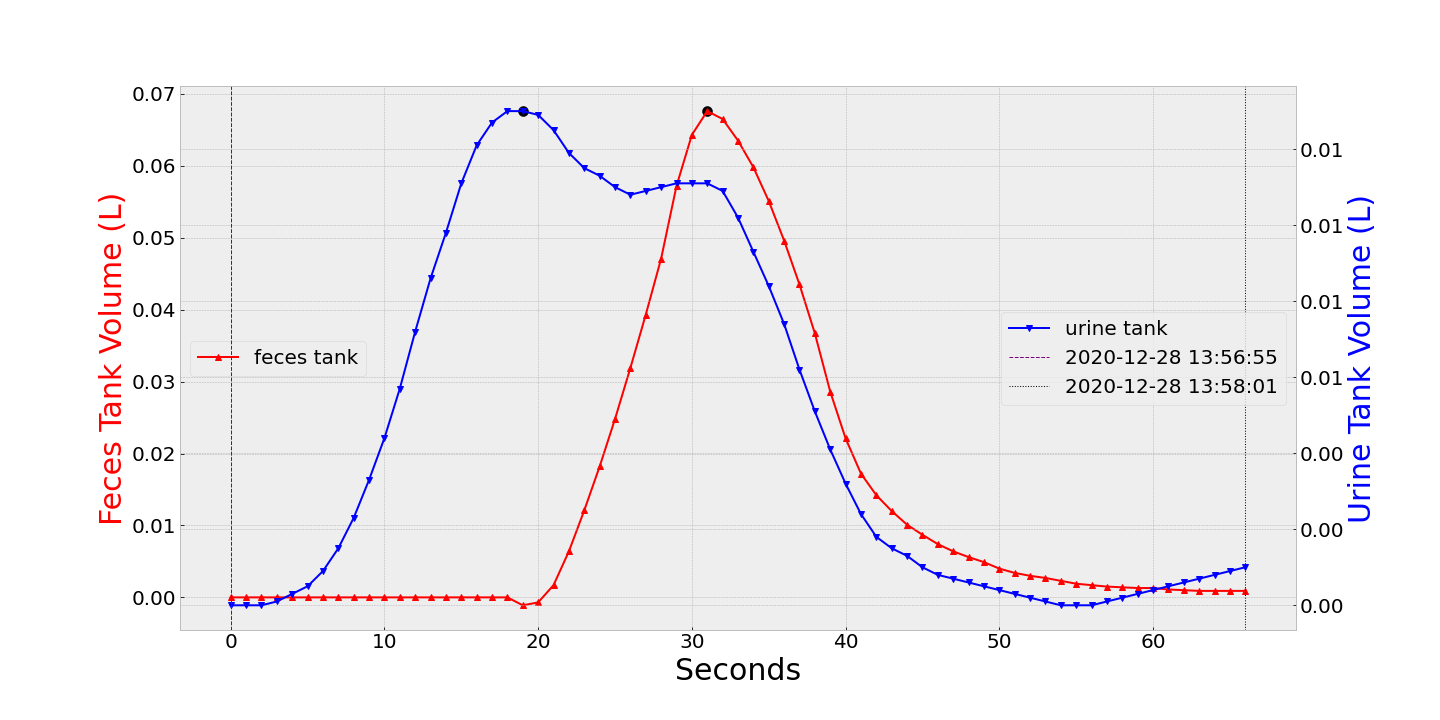 Feces Tank Volume (L)
0.07
0.06
0.05
0.04
0.03
0.02
0.01
0.00
feces tank
0 10 20 30 40 50 60
Seconds
urine tank
2020-12-28 13:56:55
2020-12-28 13:58:01
0.01
0.01
0.01
0.01
0.00
0.00
0.00
Urine Tank Volume (L)